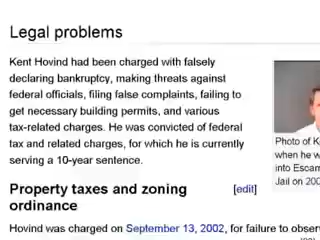 Legal problems
Kent Hovind had been charged with falsely
declaring bankruptcy, making threats against
federal officials, filing false complaints, failing to
get necessary building permits, and various
tax-related charges. He was convicted of federal
tax and related charges, for which he is currently
serving a 10-year sentence.
Photo of
when he w
into Escam
Jail on 200
Property taxes and zoning [edit]
ordinance
Hovind was charged on September 13, 2002, for failure to obser